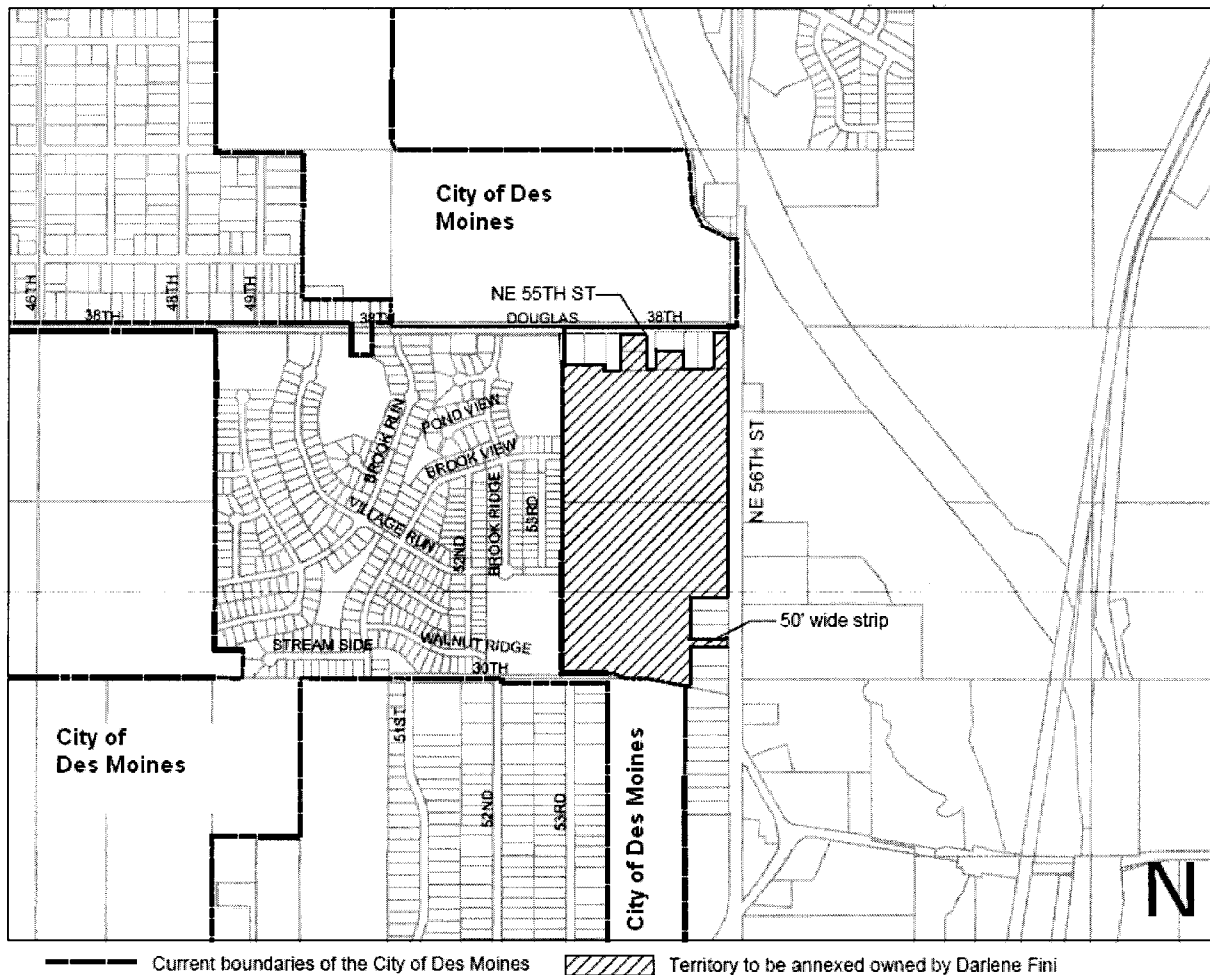 City of Des
Moines
NE 55TH ST
46TH
48TH
49TH
38TH
38TH
DOUGLAS
38TH
BROOK RUN
POND VIEW
BROOK VIEW
VILLAGE RUN
52ND
BROOK RIDGE
53RD
NE 56TH ST
50' wide strip
STREAM SIDE
WALNUT RIDGE
30TH
City of
Des Moines
51ST
52ND
53RD
City of Des Moines
N
Current boundaries of the City of Des Moines
Territory to be annexed owned by Darlene Fini